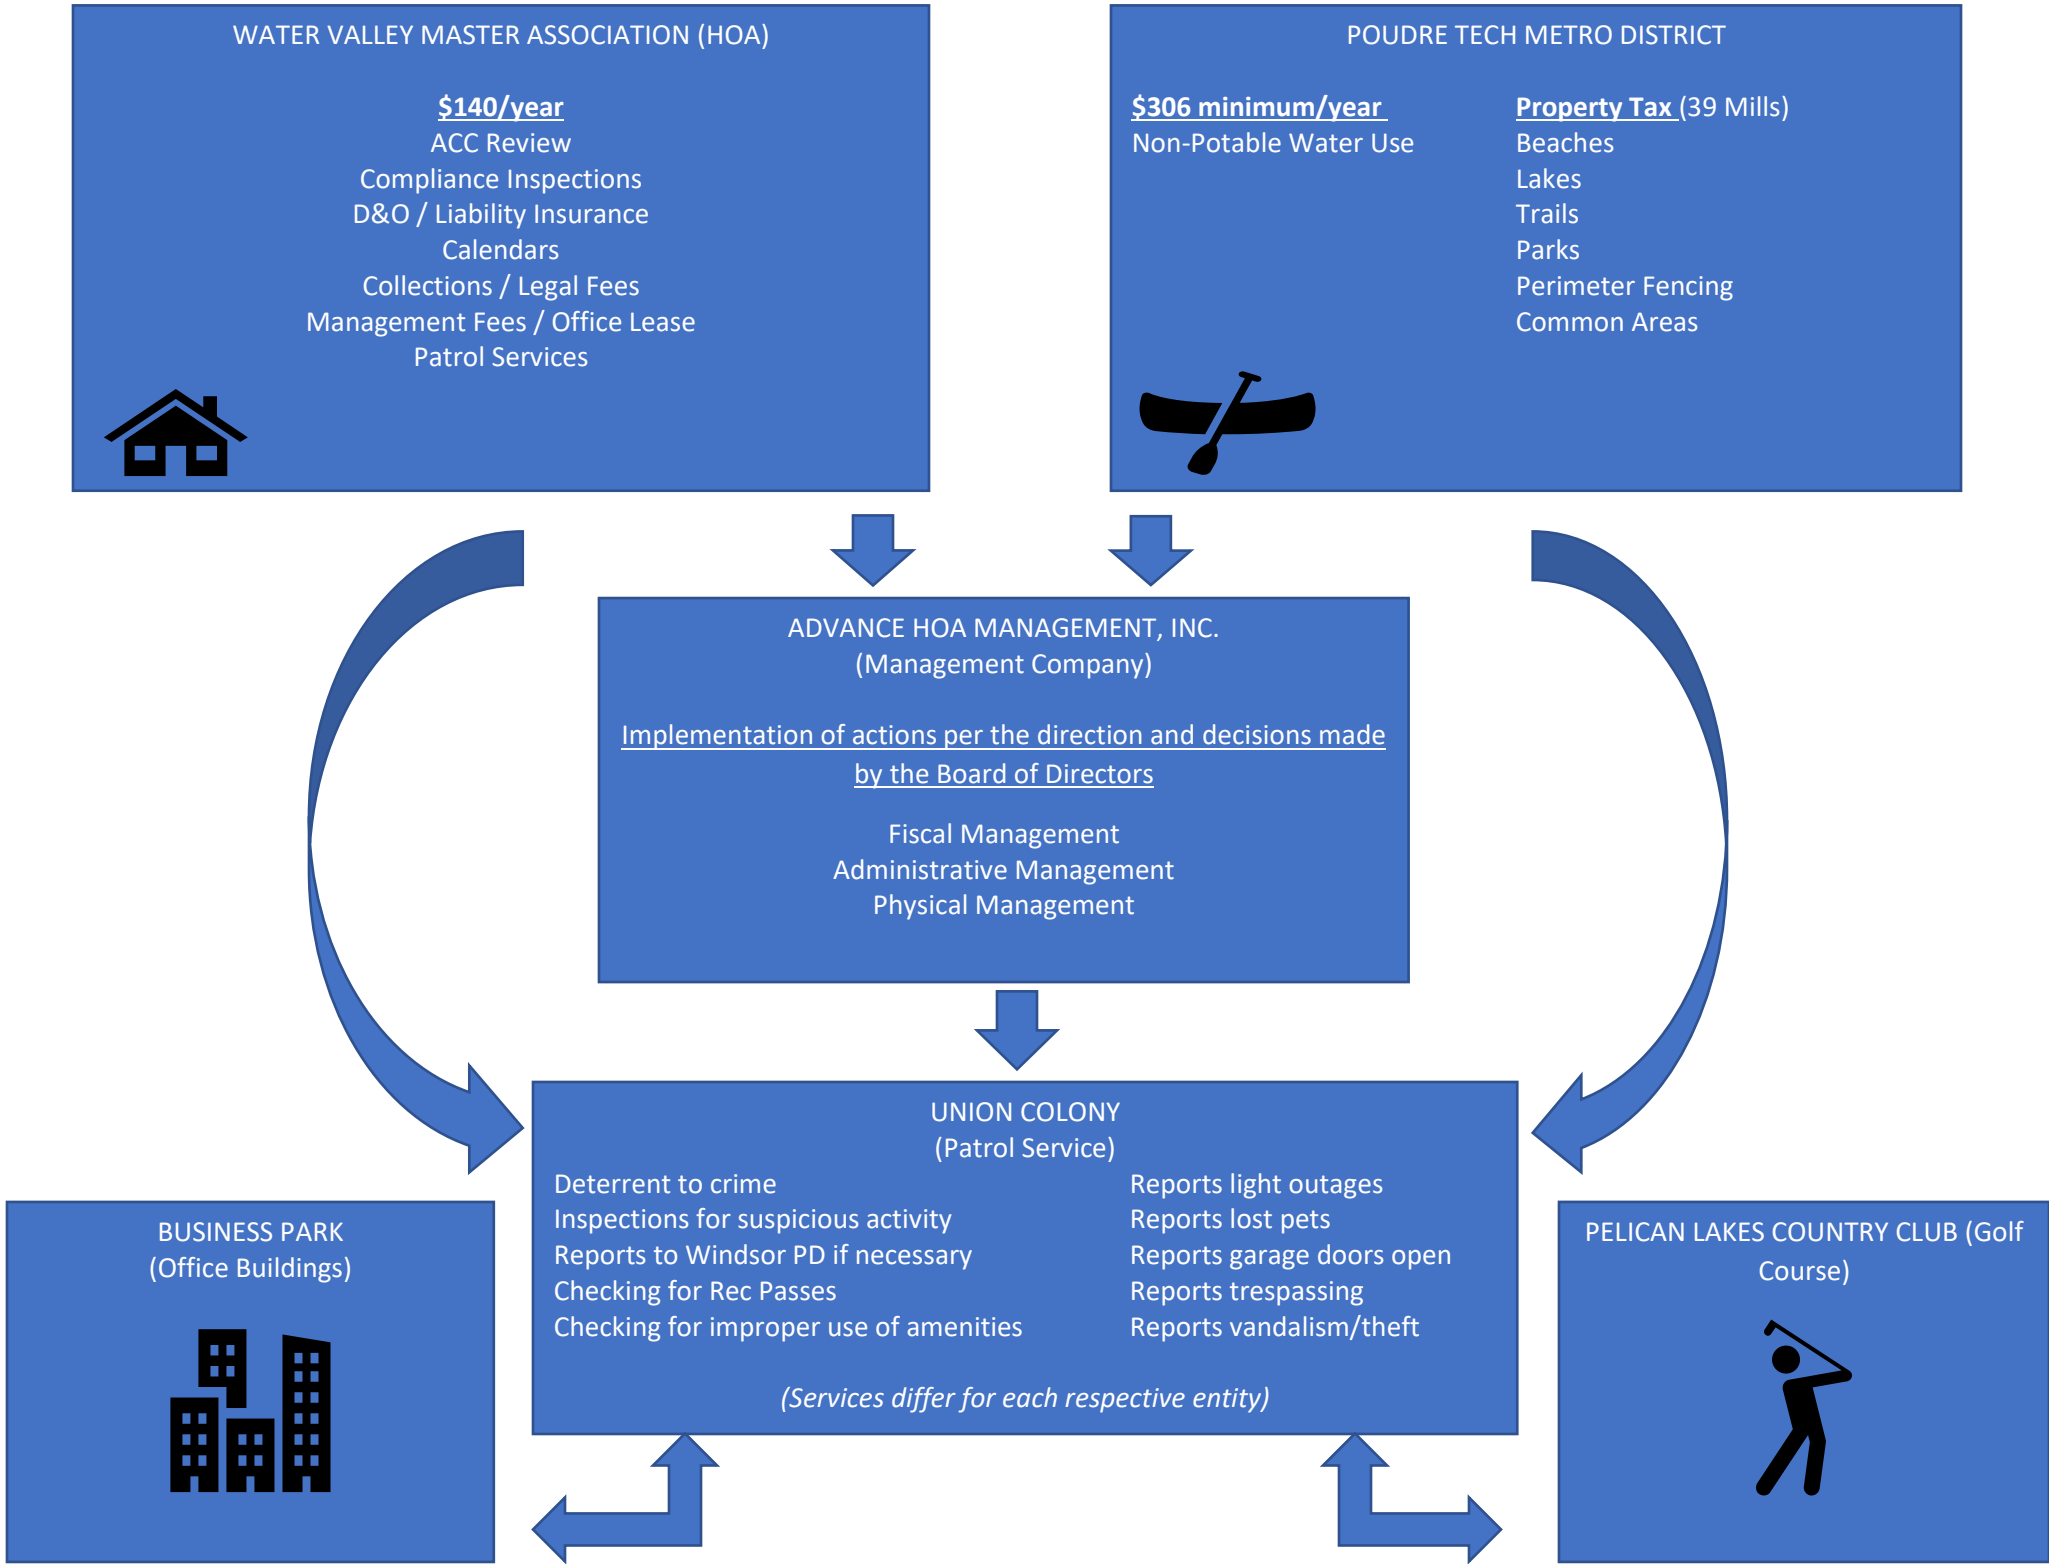 WATER VALLEY MASTER ASSOCIATION (HOA)
$140/year
ACC Review
Compliance Inspections
D&O / Liability Insurance
Calendars
Collections / Legal Fees
Management Fees / Office Lease
Patrol Services
POUDRE TECH METRO DISTRICT
$306 minimum/year
Non-Potable Water Use
Property Tax (39 Mills)
Beaches
Lakes
Trails
Parks
Perimeter Fencing
Common Areas
ADVANCE HOA MANAGEMENT, INC.
(Management Company)
Implementation of actions per the direction and decisions made
by the Board of Directors
Fiscal Management
Administrative Management
Physical Management
UNION COLONY
(Patrol Service)
Deterrent to crime
Inspections for suspicious activity
Reports to Windsor PD if necessary
Checking for Rec Passes
Checking for improper use of amenities
Reports light outages
Reports lost pets
Reports garage doors open
Reports trespassing
Reports vandalism/theft
(Services differ for each respective entity)
BUSINESS PARK
(Office Buildings)
PELICAN LAKES COUNTRY CLUB (Golf
Course)